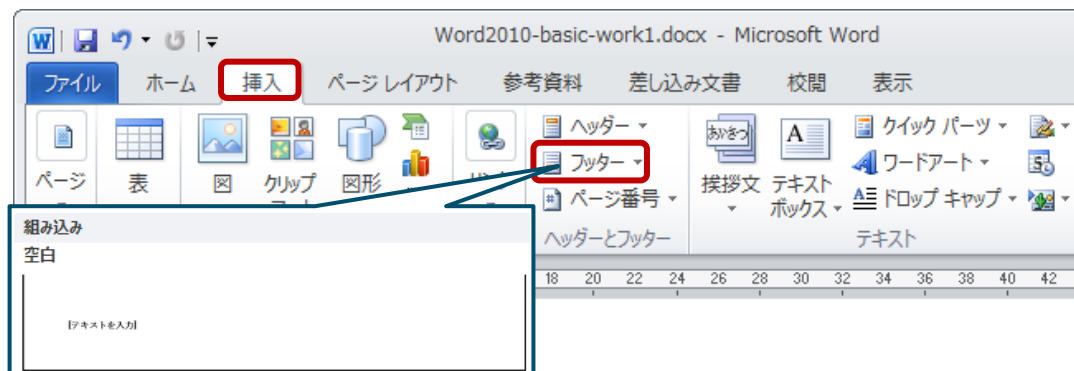 Word2010-basic-work1.docx - Microsoft Word
ファイル ホーム 挿入 ページ レイアウト 参考資料 差し込み文書 校閲 表示
ページ 表 図 クリップ 図形
ヘッダー
フッター
ページ番号
ヘッダーとフッター
あいさつ
挨拶文
A
テキスト
ボックス
クイック パーツ
ワードアート
ドロップ キャップ
テキスト
組み込み
空白
[テキストを入力]
18 20 22 24 26 28 30 32 34 36 38 40 42